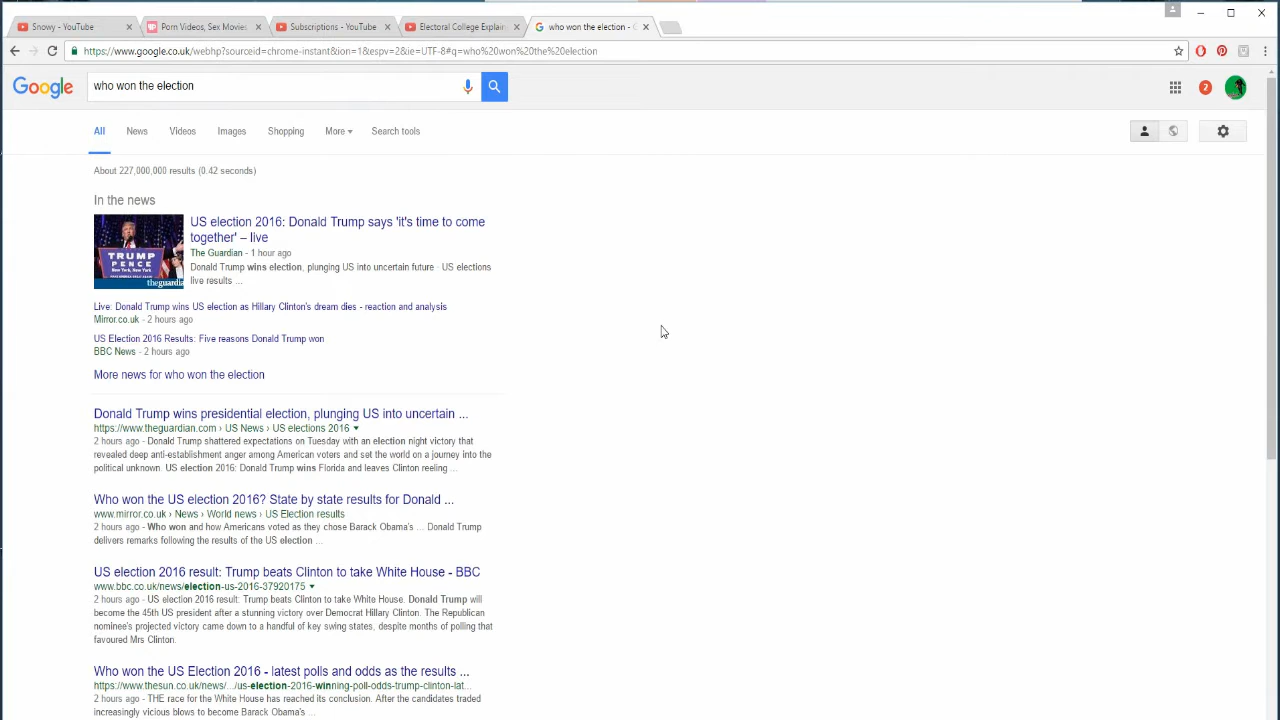 Snowy - YouTube
Porn Videos, Sex Movies
Subscriptions - YouTube
Electoral College Explain
who won the election - G
https://www.google.co.uk/webhp?sourceid=chrome-instant&ion=1&espv=2&ie=UTF-8#q=who%20won%20the%20election
Google
who won the election
2
All
News
Videos
Images
Shopping
More
Search tools
About 227,000,000 results (0.42 seconds)
In the news
TRUMP
PENCE
New York, New York
theguardia
US election 2016: Donald Trump says 'it's time to come
together' – live
The Guardian - 1 hour ago
Donald Trump wins election, plunging US into uncertain future · US elections
live results ...
Live: Donald Trump wins US election as Hillary Clinton's dream dies - reaction and analysis
Mirror.co.uk - 2 hours ago
US Election 2016 Results: Five reasons Donald Trump won
BBC News - 2 hours ago
More news for who won the election
Donald Trump wins presidential election, plunging US into uncertain ...
https://www.theguardian.com › US News › US elections 2016
2 hours ago - Donald Trump shattered expectations on Tuesday with an election night victory that
revealed deep anti-establishment anger among American voters and set the world on a journey into the
political unknown. US election 2016: Donald Trump wins Florida and leaves Clinton reeling ...
Who won the US election 2016? State by state results for Donald ...
www.mirror.co.uk › News › World news › US Election results
2 hours ago - Who won and how Americans voted as they chose Barack Obama's ... Donald Trump
delivers remarks following the results of the US election ...
US election 2016 result: Trump beats Clinton to take White House - BBC
www.bbc.co.uk/news/election-us-2016-37920175
2 hours ago - US election 2016 result: Trump beats Clinton to take White House. Donald Trump will
become the 45th US president after a stunning victory over Democrat Hillary Clinton. The Republican
nominee's projected victory came down to a handful of key swing states, despite months of polling that
favoured Mrs Clinton.
Who won the US Election 2016 - latest polls and odds as the results ...
https://www.thesun.co.uk/news/.../us-election-2016-winning-poll-odds-trump-clinton-lat...
2 hours ago - THE race for the White House has reached its conclusion. After the candidates traded
increasingly vicious blows to become Barack Obama's ...